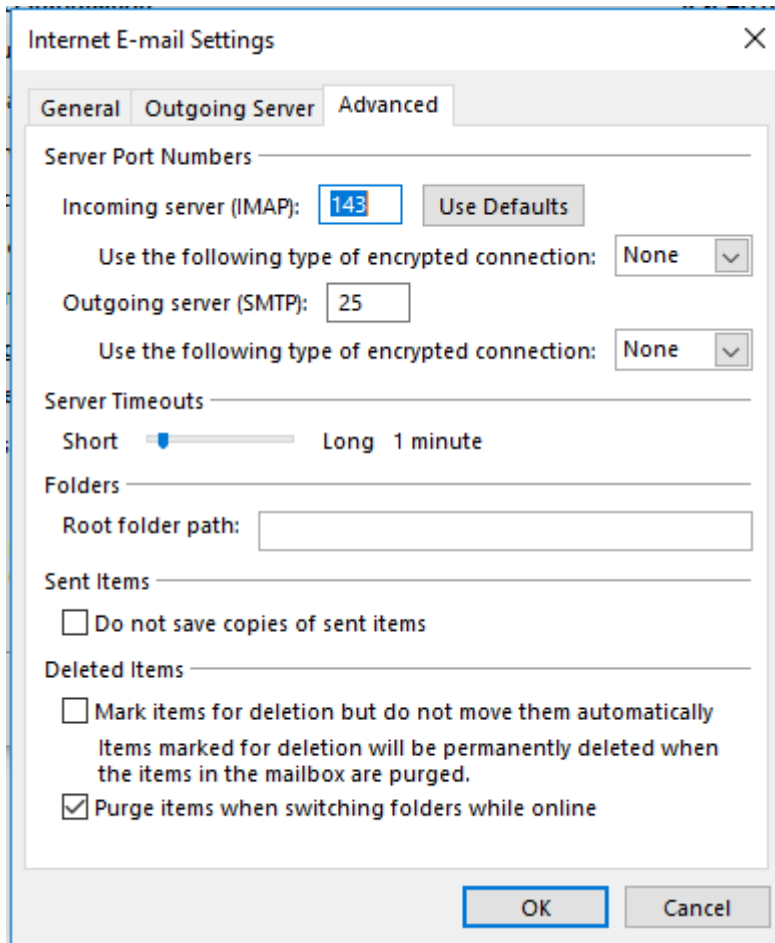 Internet E-mail Settings
General Outgoing Server Advanced
Server Port Numbers
Incoming server (IMAP): 143 Use Defaults
Use the following type of encrypted connection: None
Outgoing server (SMTP): 25
Use the following type of encrypted connection: None
Server Timeouts
Short Long 1 minute
Folders
Root folder path:
Sent Items
Do not save copies of sent items
Deleted Items
Mark items for deletion but do not move them automatically
Items marked for deletion will be permanently deleted when
the items in the mailbox are purged.
Purge items when switching folders while online
OK Cancel